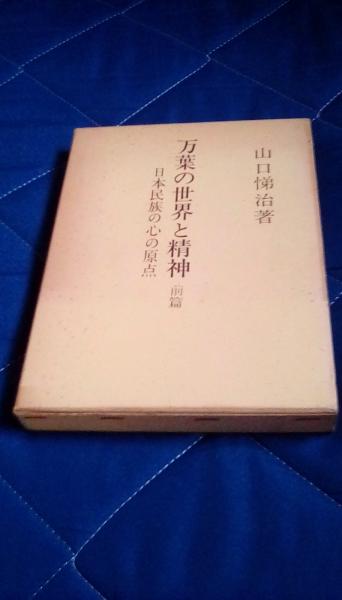 山口悌治著
万葉の世界と精神 前篇
日本民族の心の原点